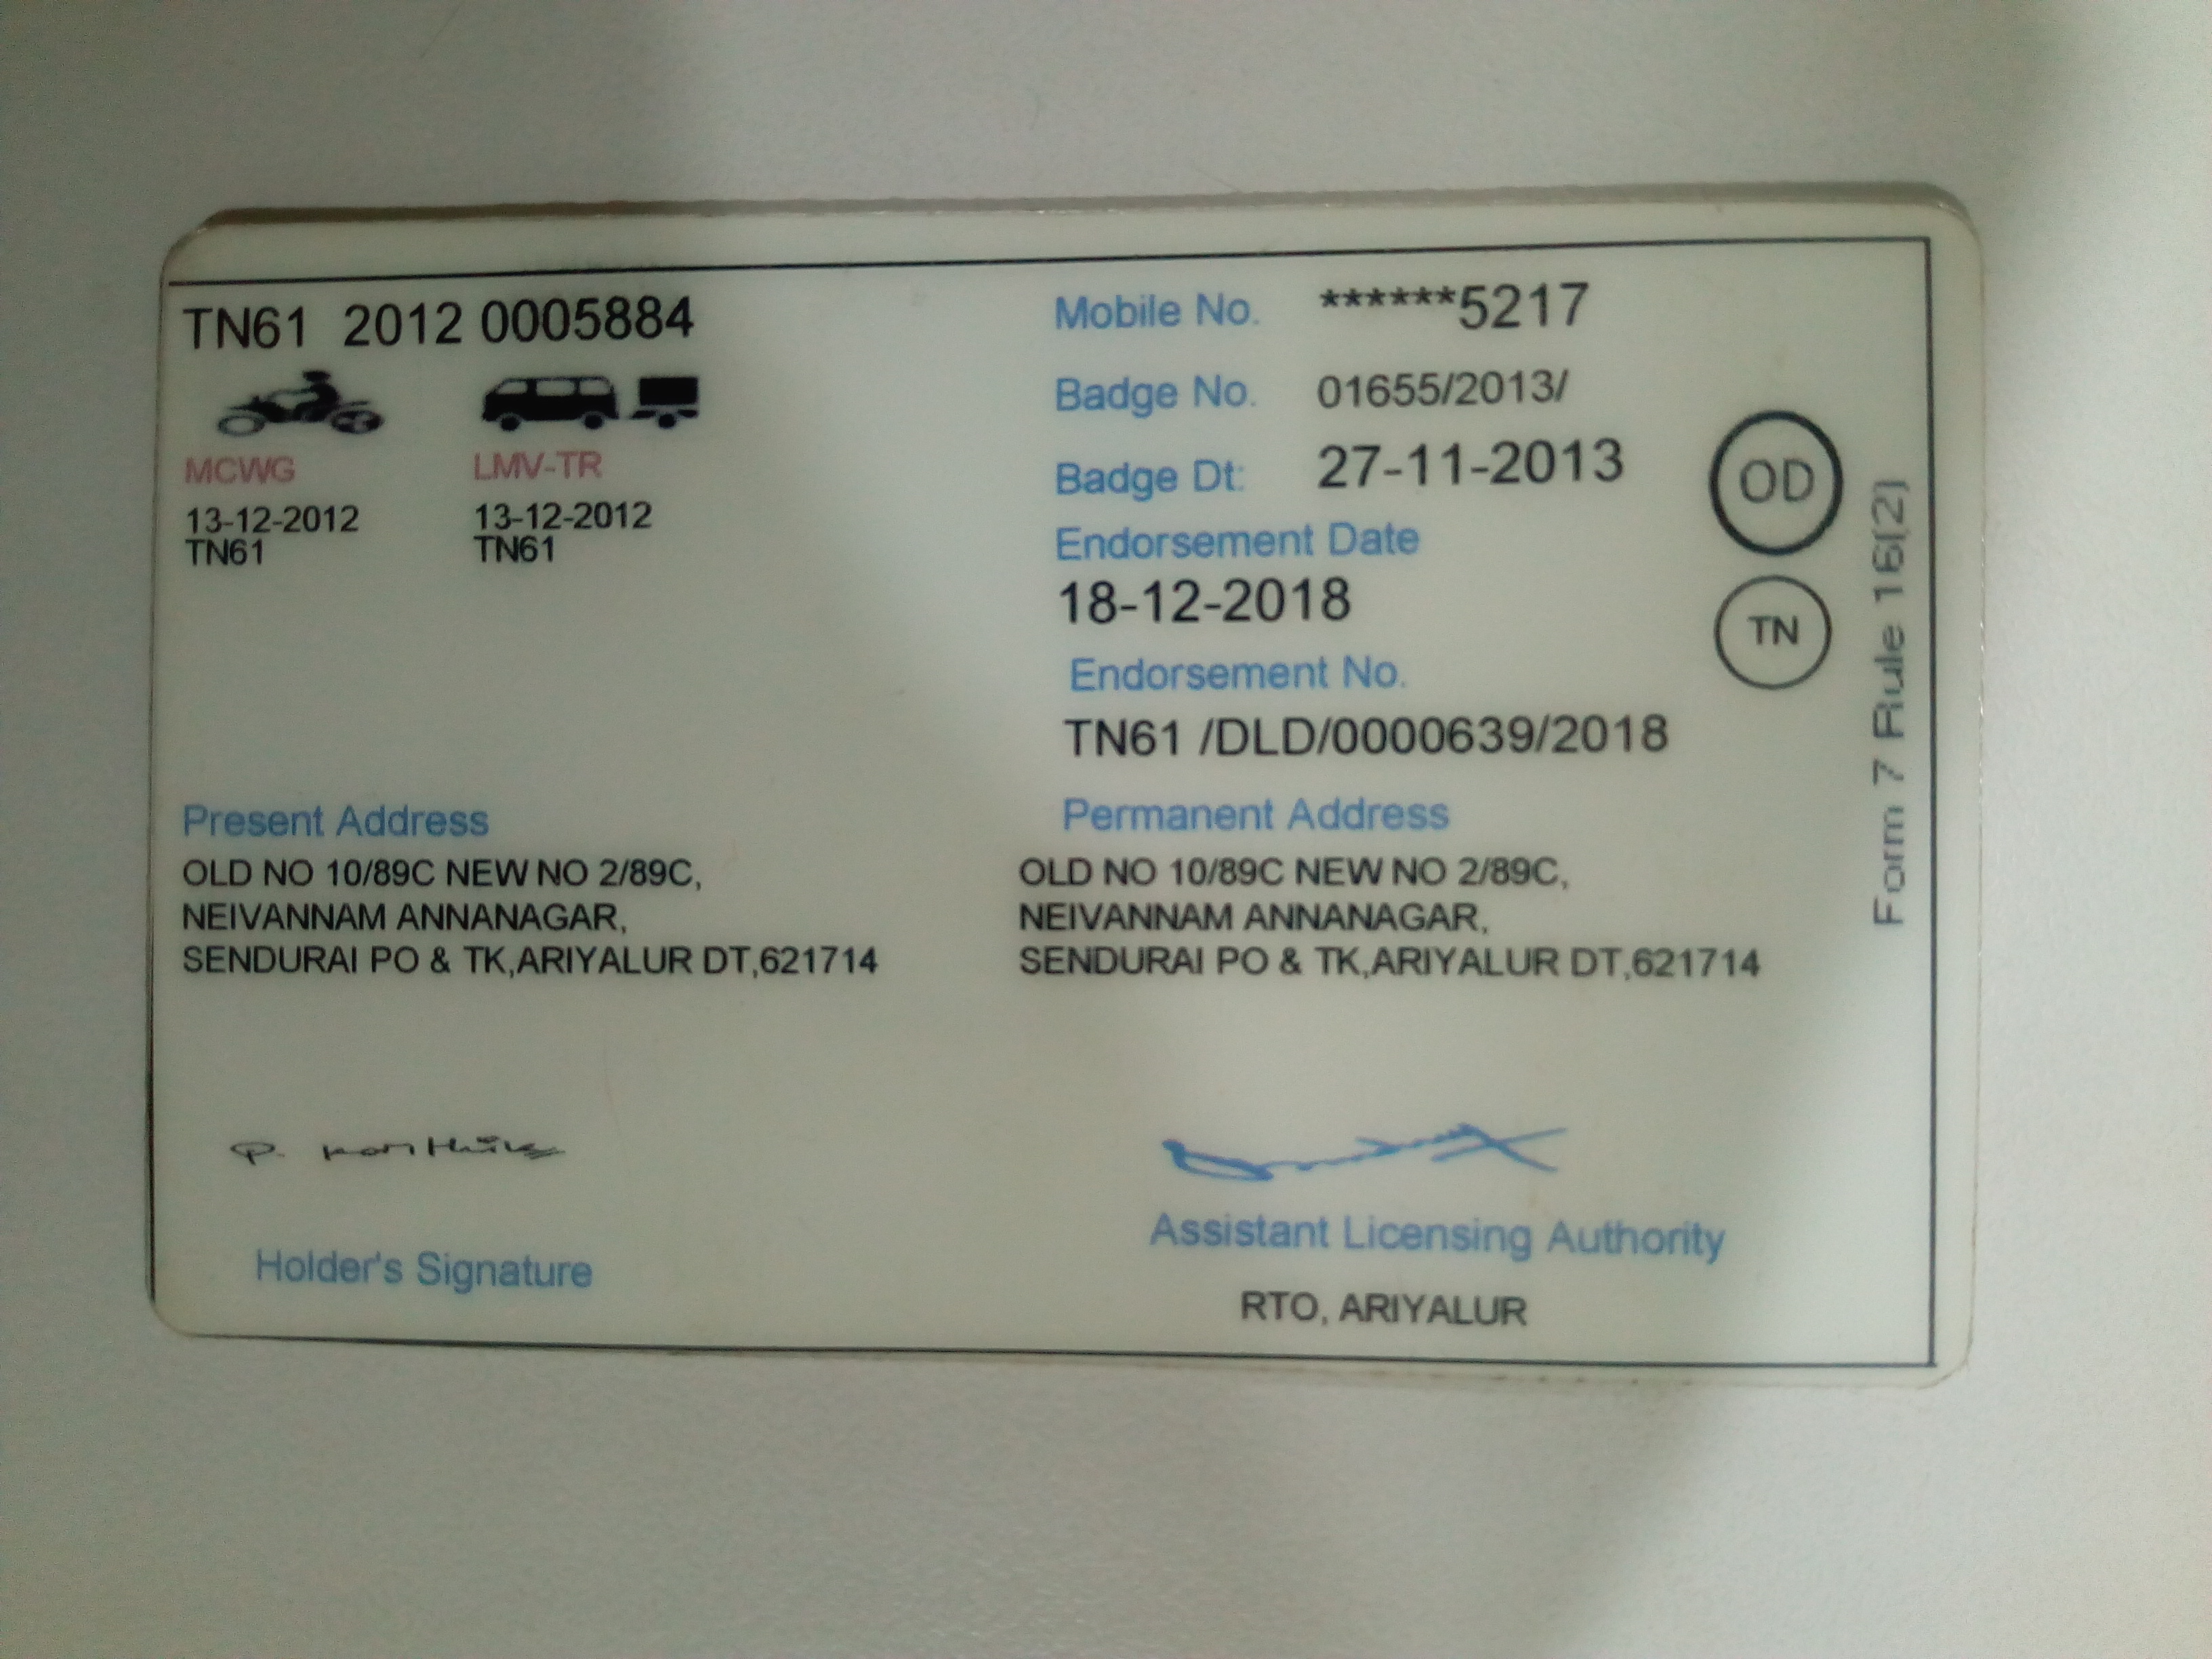 TN61 2012 0005884
MCWG LMV-TR
13-12-2012 13-12-2012
TN61 TN61
Mobile No. ******5217
Badge No. 01655/2013/
Badge Dt: 27-11-2013
Endorsement Date
18-12-2018
Endorsement No.
TN61 /DLD/0000639/2018
OD
TN
Form 7 Rule 16(2)
Present Address
OLD NO 10/89C NEW NO 2/89C,
NEIVANNAM ANNANAGAR,
SENDURAI PO & TK,ARIYALUR DT,621714
Permanent Address
OLD NO 10/89C NEW NO 2/89C,
NEIVANNAM ANNANAGAR,
SENDURAI PO & TK,ARIYALUR DT,621714
P.
Holder's Signature
Assistant Licensing Authority
RTO, ARIYALUR